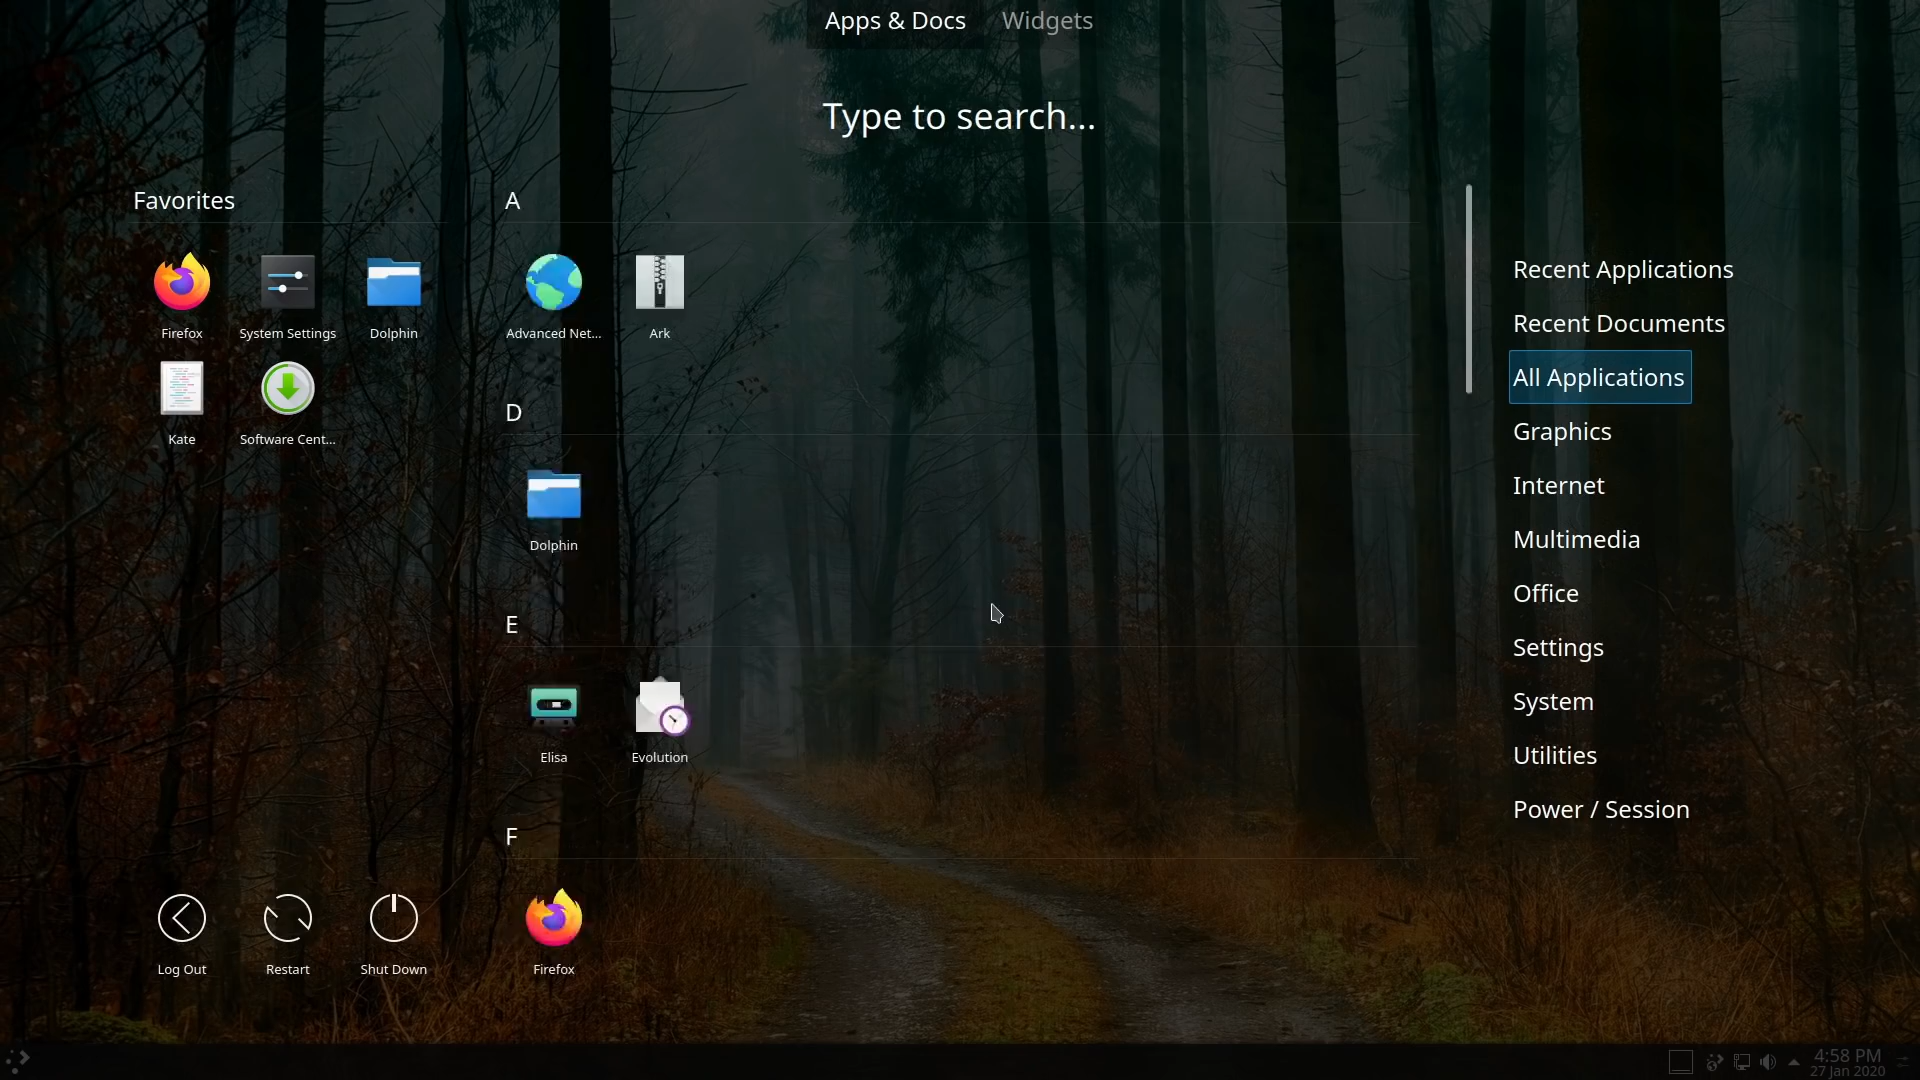 Apps & Docs
Widgets
Type to search...
Favorites
Firefox
System Settings
Dolphin
Kate
Software Cent...
Log Out
Restart
Shut Down
A
Advanced Net...
Ark
D
Dolphin
E
Elisa
Evolution
F
Firefox
Recent Applications
Recent Documents
All Applications
Graphics
Internet
Multimedia
Office
Settings
System
Utilities
Power / Session
4:58 PM
27 Jan 2020